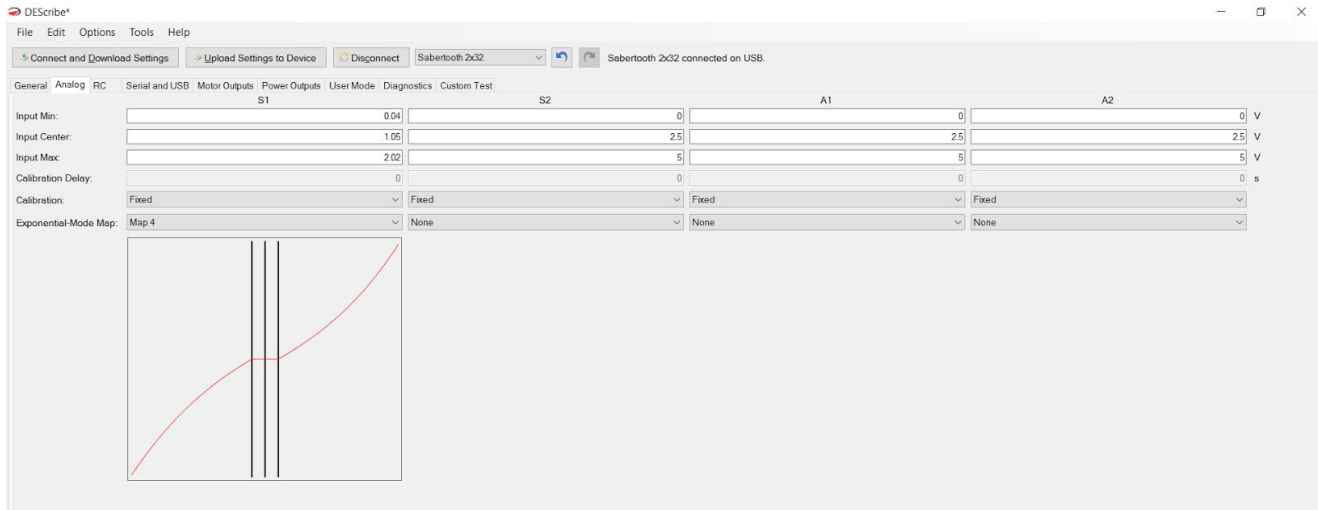 DEScribe*
File Edit Options Tools Help
Connect and Download Settings Upload Settings to Device Disconnect Sabertooth 2x32 Sabertooth 2x32 connected on USB.
General Analog RC Serial and USB Motor Outputs Power Outputs User Mode Diagnostics Custom Test
S1 S2 A1 A2
Input Min: 0.04 0 0 0 V
Input Center: 1.05 2.5 2.5 2.5 V
Input Max: 2.02 5 5 5 V
Calibration Delay: 0 0 0 0 s
Calibration: Fixed Fixed Fixed Fixed
Exponential-Mode Map: Map 4 None None None